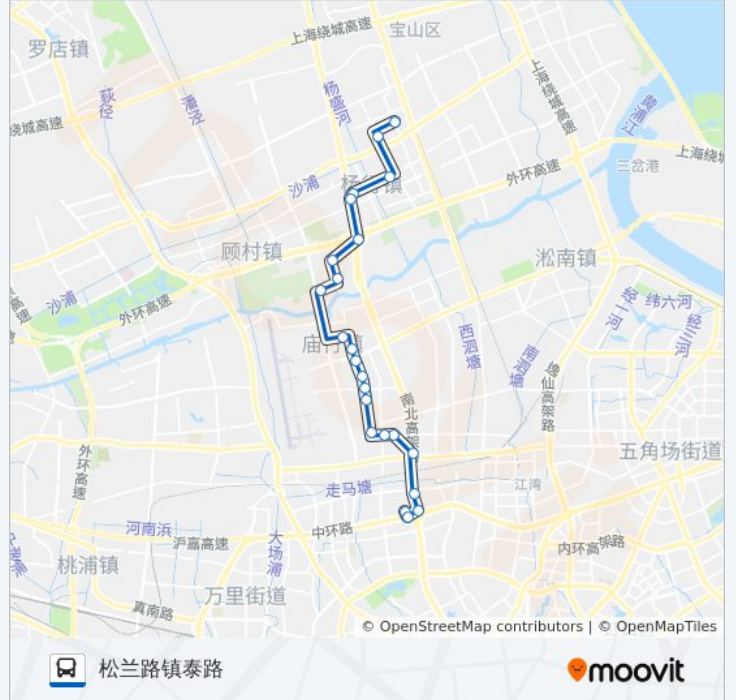 上海绕城高速
宝山区
罗店镇
荻泾
潘泾
杨盛河
上海绕城高速
黄浦江
绕城高速
三岔港
上海绕
沙浦
外环高速
顾村镇
淞南镇
高速
沙浦
外环高速
经二河
纬六河
经三河
西泗塘
南泗塘
逸仙高架路
南北高架
外环高速
五角场街道
走马塘
江湾
河南浜
沪嘉高速
中环路
大场浦
内环高架路
桃浦镇
真南路
万里街道
© OpenStreetMap contributors | © OpenMapTiles
松兰路镇泰路
moovit